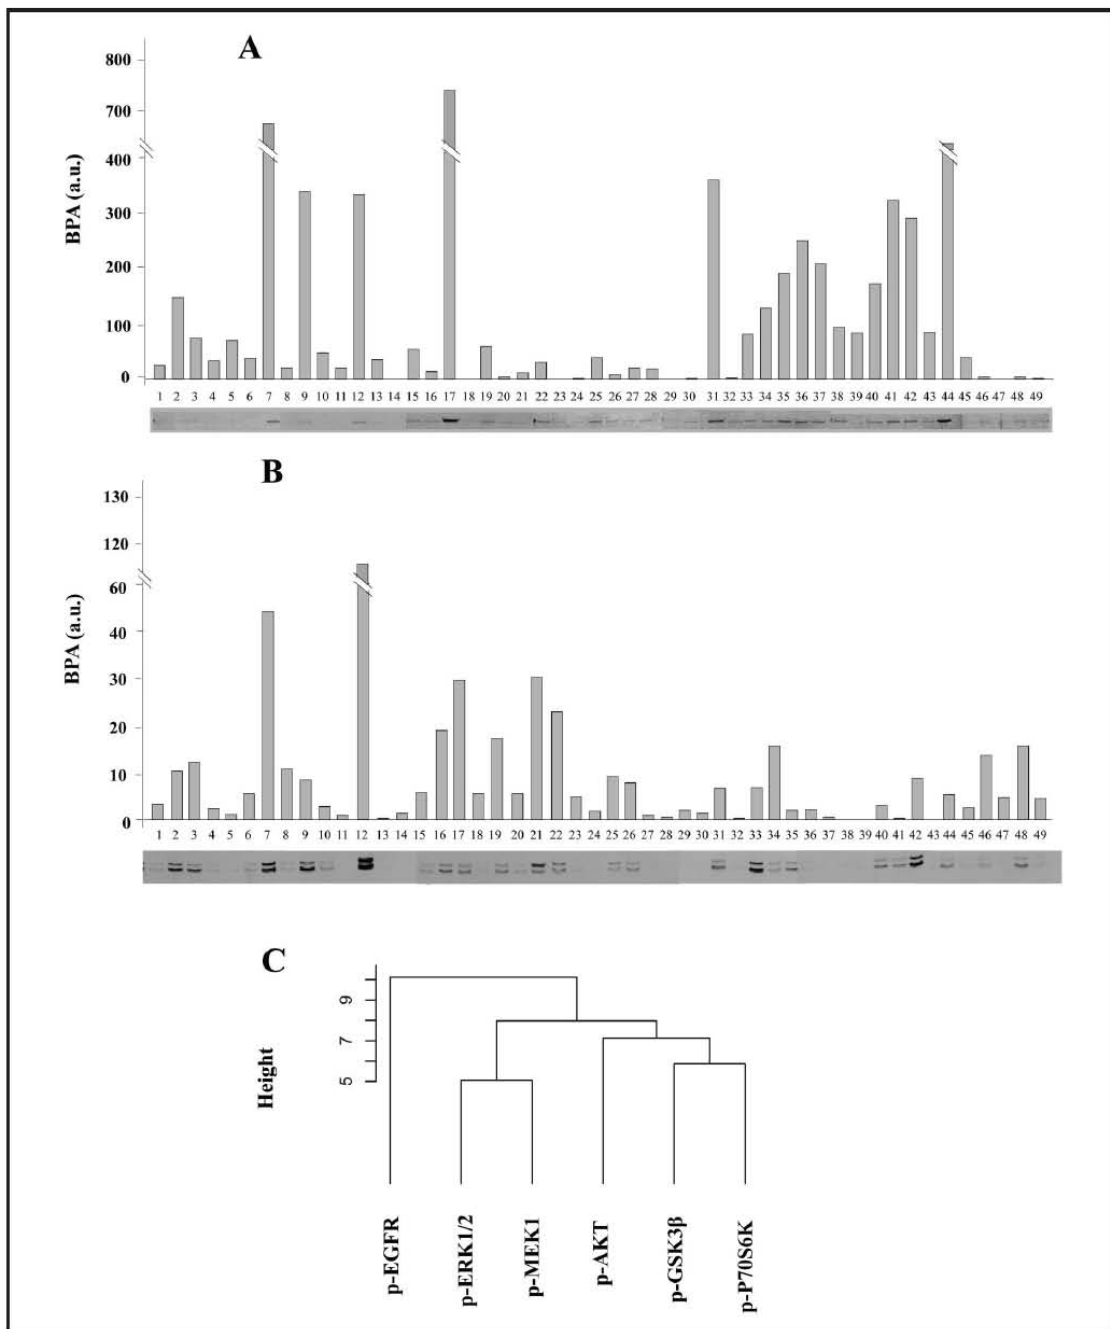 A
800
700
400
300
200
100
0
BPA (a.u.)
1 2 3 4 5 6 7 8 9 10 11 12 13 14 15 16 17 18 19 20 21 22 23 24 25 26 27 28 29 30 31 32 33 34 35 36 37 38 39 40 41 42 43 44 45 46 47 48 49
B
130
120
60
40
30
20
10
0
BPA (a.u.)
1 2 3 4 5 6 7 8 9 10 11 12 13 14 15 16 17 18 19 20 21 22 23 24 25 26 27 28 29 30 31 32 33 34 35 36 37 38 39 40 41 42 43 44 45 46 47 48 49
C
9
7
5
Height
p-EGFR
p-ERK1/2
p-MEK1
p-AKT
p-GSK3β
p-P70S6K